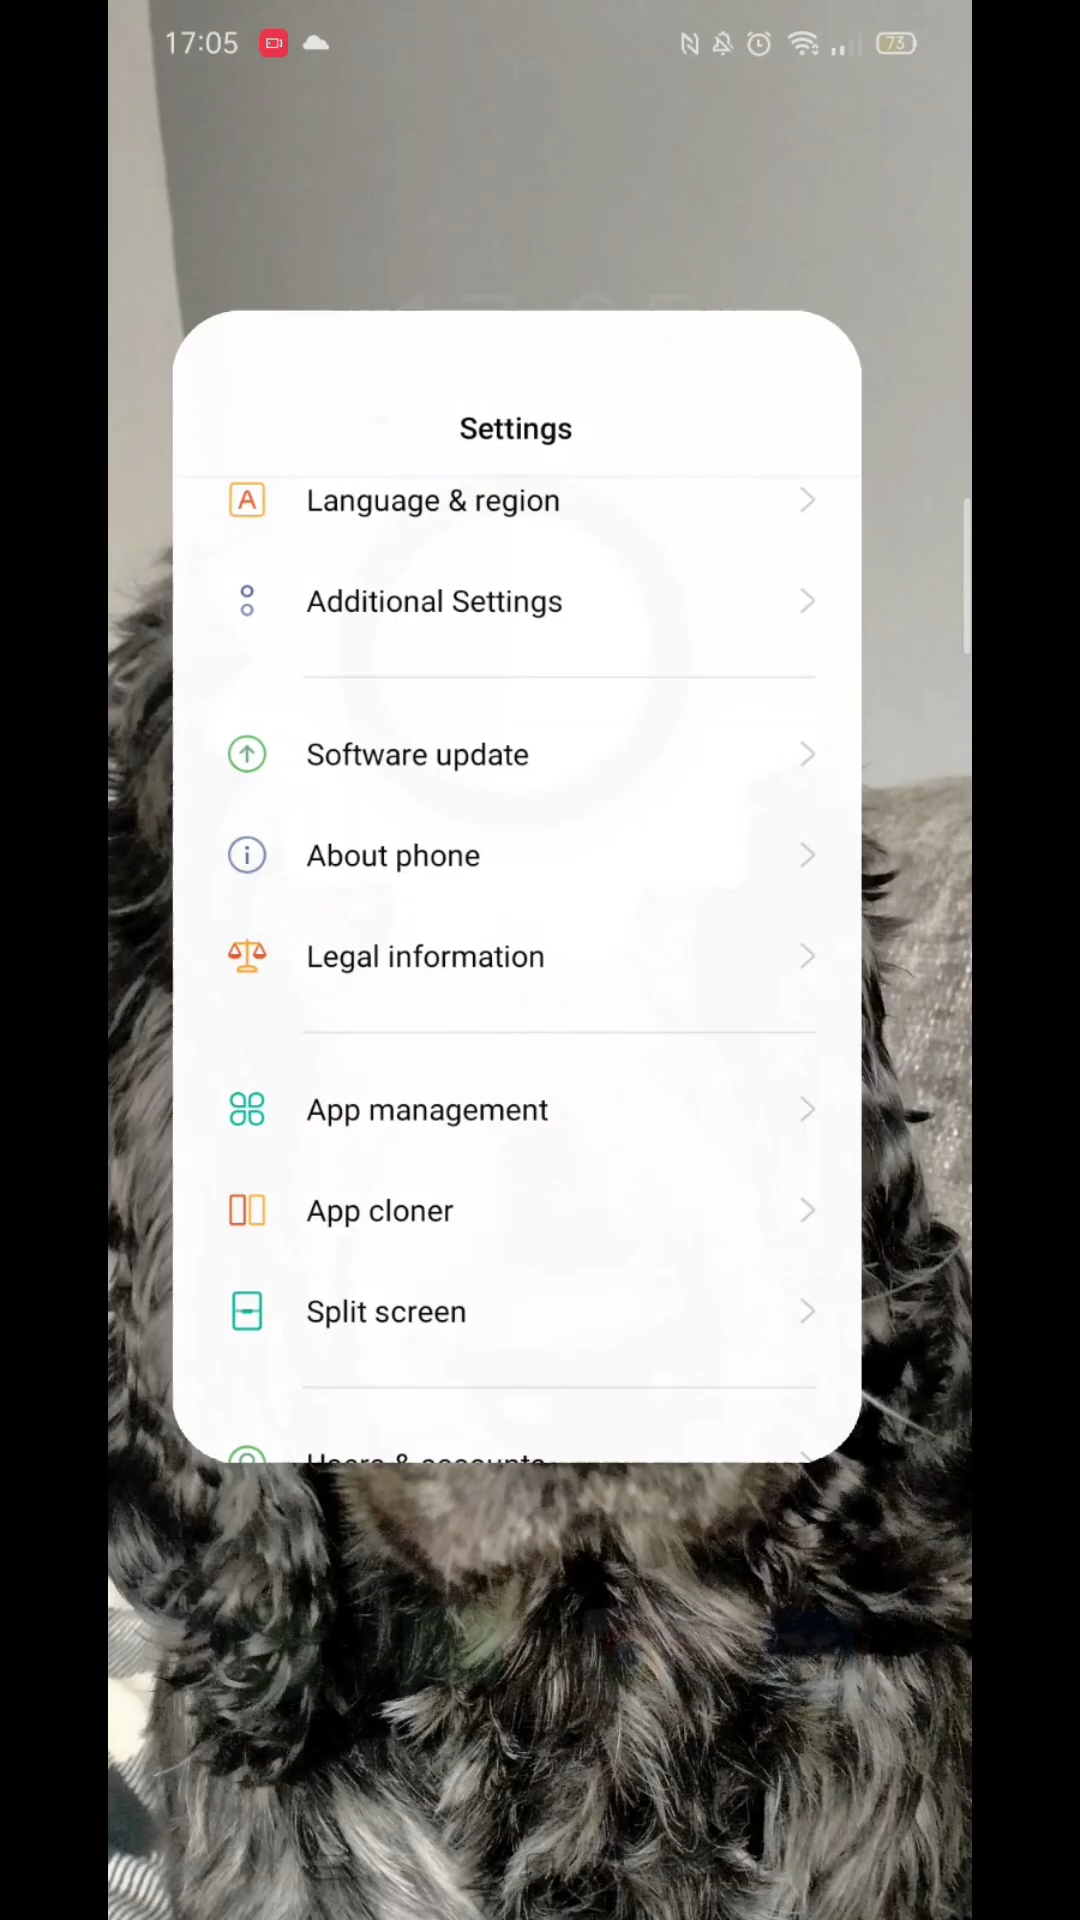 17:05
73
Settings
Language & region
Additional Settings
Software update
About phone
Legal information
App management
App cloner
Split screen
Users & accounts